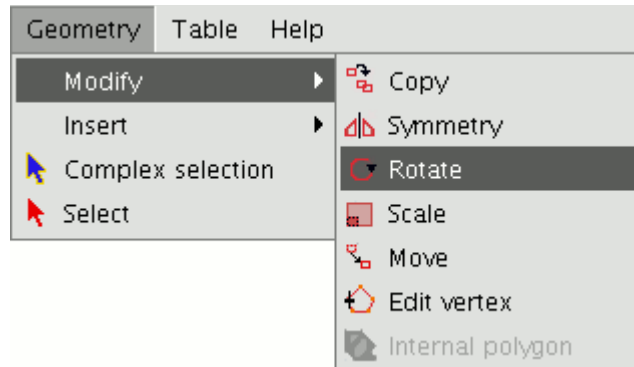 Geometry Table Help
Modify
Insert
Complex selection
Select
Copy
Symmetry
Rotate
Scale
Move
Edit vertex
Internal polygon